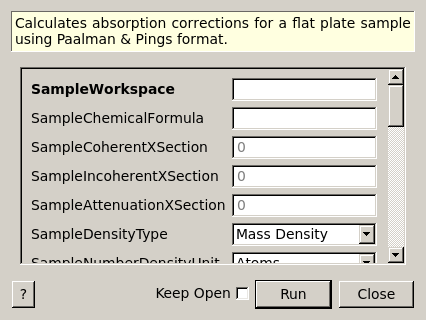 Calculates absorption corrections for a flat plate sample
using Paalman & Pings format.
SampleWorkspace
SampleChemicalFormula
SampleCoherentXSection 0
SampleIncoherentXSection 0
SampleAttenuationXSection 0
SampleDensityType Mass Density
SampleNumberDensityUnit Atoms
? Keep Open Run Close